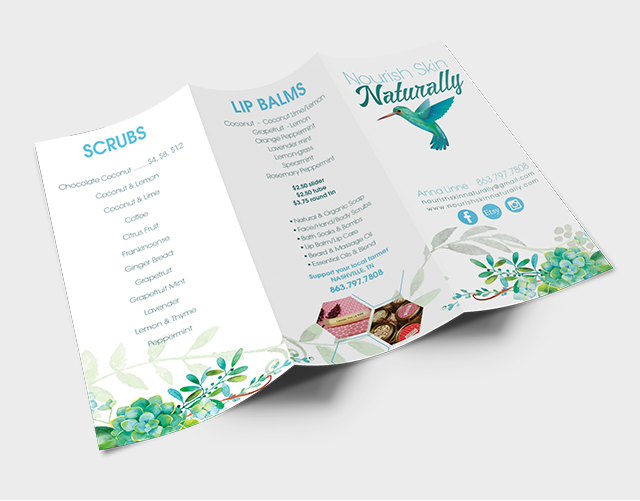 SCRUBS
Chocolate Coconut ........$4, $8, $12
Coconut & Lemon
Coconut & Lime
Coffee
Citrus Fruit
Frankincense
Ginger Bread
Grapefruit
Grapefruit Mint
Lavender
Lemon & Thyme
Peppermint
LIP BALMS
Coconut - Coconut Lime/Lemon
Grapefruit - Lemon
Orange Peppermint
Lavender mint
Lemongrass
Spearmint
Rosemary Peppermint
$2.50 slider
$2.50 tube
$3.75 round tin
• Natural & Organic Soap
• Face/Hand/Body Scrubs
• Bath Soaks & Bombs
• Lip Balm/Lip Care
• Beard & Massage Oil
• Essential Oils & Blend
Support your local farmer
NASHVILLE, TN
863.797.7808
Nourish Skin
Naturally
Anna Linne 863.797.7808
nourishskinnaturally@gmail.com
www.nourishskinnaturally.com
f
Etsy